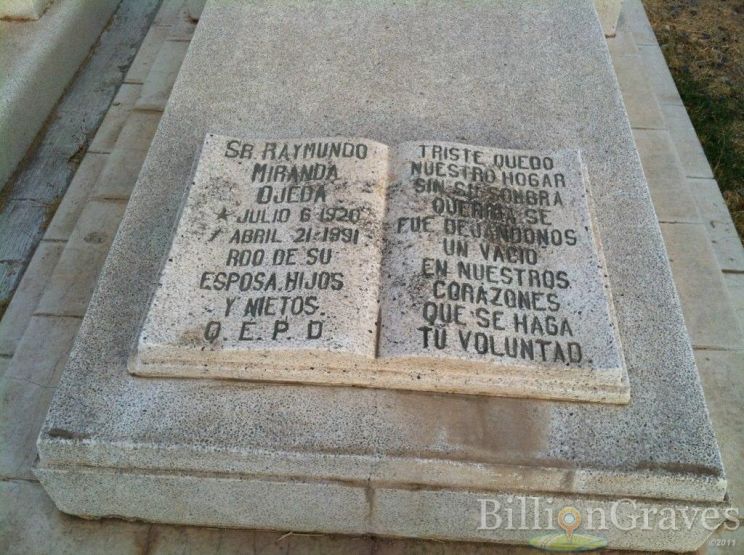 SR. RAYMUNDO
MIRANDA
OJEDA
JULIO 6 1920
ABRIL 21-1991
RDO DE SU
ESPOSA, HIJOS
Y NIETOS.
Q. E. P. D
TRISTE QUEDO
NUESTRO HOGAR
SIN SU SOMBRA
QUERIDA SE
FUE DEJANDONOS
UN VACIO
EN NUESTROS
CORAZONES
QUE SE HAGA
TU VOLUNTAD.
BillionGraves
©2011